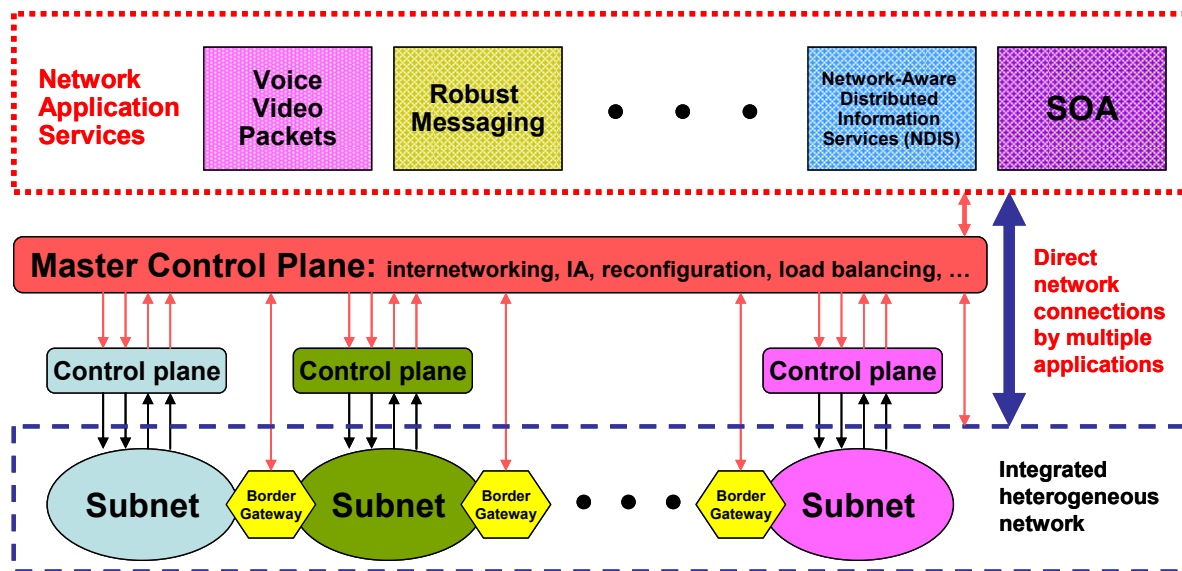 Network
Application
Services
Voice
Video
Packets
Robust
Messaging
Network-Aware
Distributed
Information
Services (NDIS)
SOA
Master Control Plane: internetworking, IA, reconfiguration, load balancing, …
Direct
network
connections
by multiple
applications
Control plane
Control plane
Control plane
Subnet
Border
Gateway
Subnet
Border
Gateway
Border
Gateway
Subnet
Integrated
heterogeneous
network